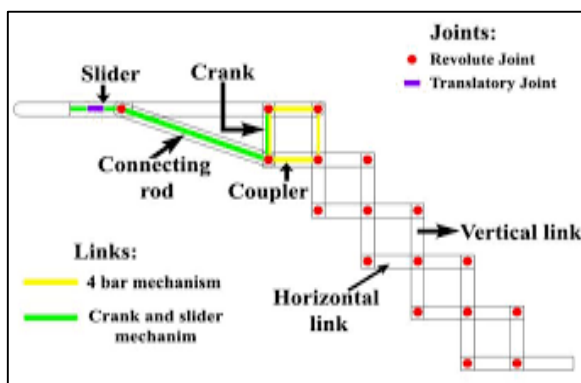 Joints:
Revolute Joint
Translatory Joint
Slider
Crank
Connecting
rod
Coupler
Vertical link
Horizontal
link
Links:
4 bar mechanism
Crank and slider
mechanim